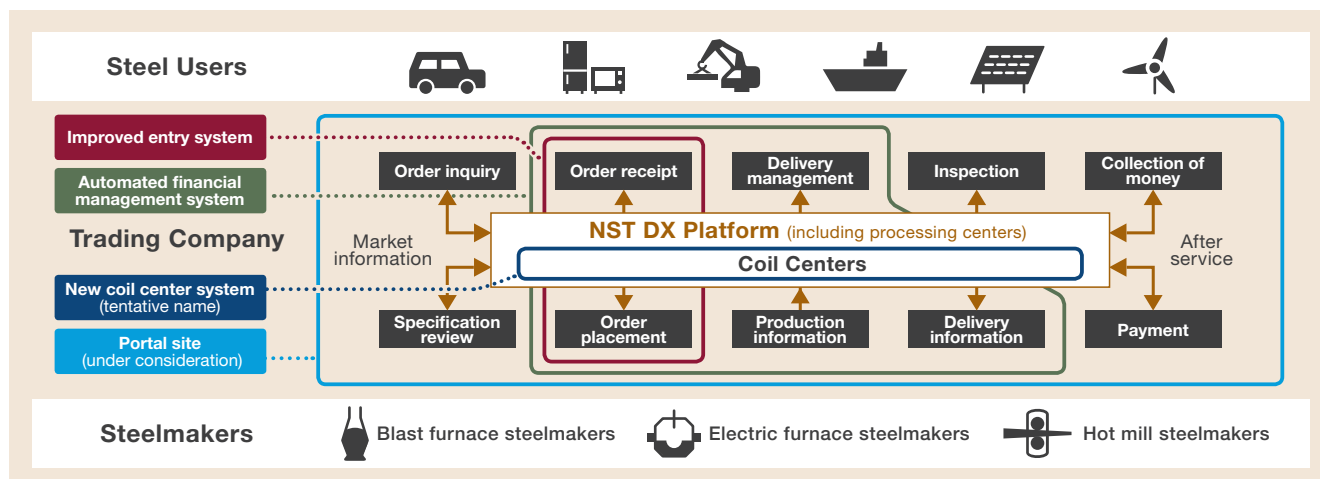 Steel Users
Improved entry system
Automated financial
management system
Trading Company
New coil center system
(tentative name)
Portal site
(under consideration)
Order inquiry
Order receipt
Delivery
management
Inspection
Collection of
money
Market
information
NST DX Platform (including processing centers)
Coil Centers
After
service
Specification
review
Order
placement
Production
information
Delivery
information
Payment
Steelmakers
Blast furnace steelmakers
Electric furnace steelmakers
Hot mill steelmakers